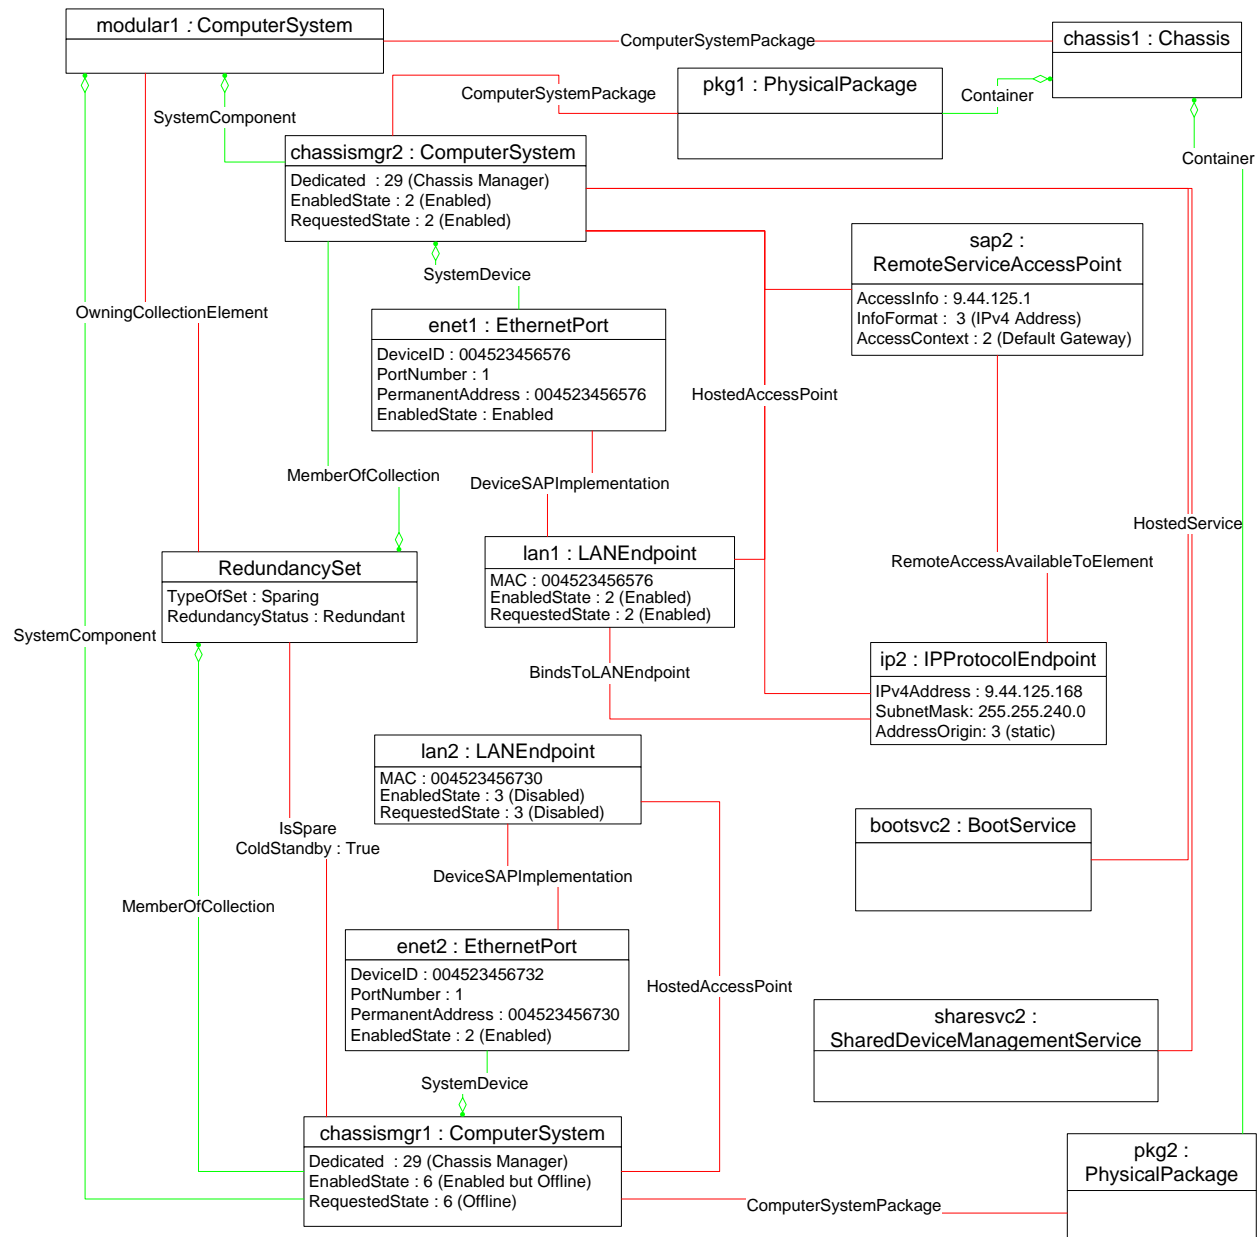 modular1 : ComputerSystem
ComputerSystemPackage
chassis1 : Chassis
pkg1 : PhysicalPackage
ComputerSystemPackage
Container
SystemComponent
Container
chassismgr2 : ComputerSystem
Dedicated : 29 (Chassis Manager)
EnabledState : 2 (Enabled)
RequestedState : 2 (Enabled)
sap2 :
RemoteServiceAccessPoint
AccessInfo : 9.44.125.1
InfoFormat : 3 (IPv4 Address)
AccessContext : 2 (Default Gateway)
SystemDevice
OwningCollectionElement
enet1 : EthernetPort
DeviceID : 004523456576
PortNumber : 1
PermanentAddress : 004523456576
EnabledState : Enabled
HostedAccessPoint
MemberOfCollection
DeviceSAPImplementation
HostedService
lan1 : LANEndpoint
MAC : 004523456576
EnabledState : 2 (Enabled)
RequestedState : 2 (Enabled)
RemoteAccessAvailableToElement
RedundancySet
TypeOfSet : Sparing
RedundancyStatus : Redundant
SystemComponent
BindsToLANEndpoint
ip2 : IPProtocolEndpoint
IPv4Address : 9.44.125.168
SubnetMask: 255.255.240.0
AddressOrigin: 3 (static)
lan2 : LANEndpoint
MAC : 004523456730
EnabledState : 3 (Disabled)
RequestedState : 3 (Disabled)
IsSpare
ColdStandby : True
bootsvc2 : BootService
DeviceSAPImplementation
MemberOfCollection
enet2 : EthernetPort
DeviceID : 004523456732
PortNumber : 1
PermanentAddress : 004523456730
EnabledState : 2 (Enabled)
HostedAccessPoint
sharesvc2 :
SharedDeviceManagementService
SystemDevice
chassismgr1 : ComputerSystem
Dedicated : 29 (Chassis Manager)
EnabledState : 6 (Enabled but Offline)
RequestedState : 6 (Offline)
ComputerSystemPackage
pkg2 :
PhysicalPackage